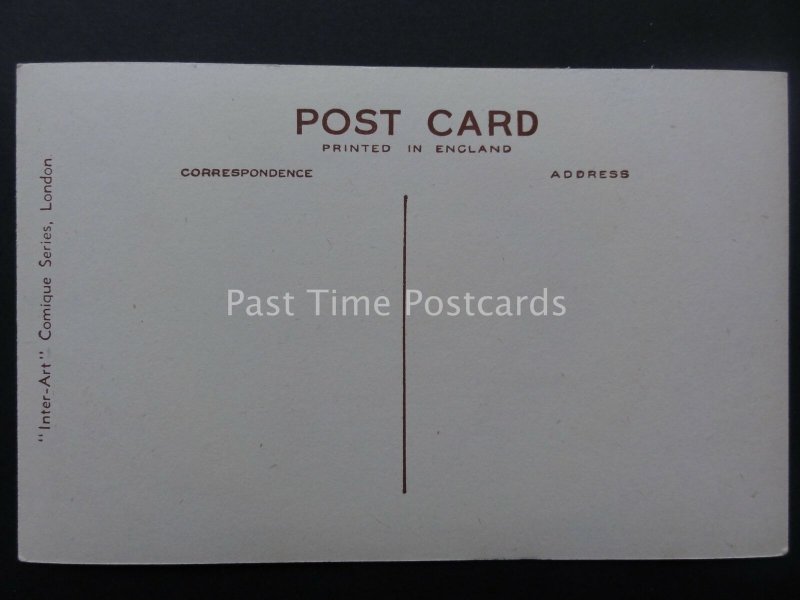 POST CARD
PRINTED IN ENGLAND
CORRESPONDENCE
ADDRESS
"Inter-Art" Comique Series, London
Past Time Postcards